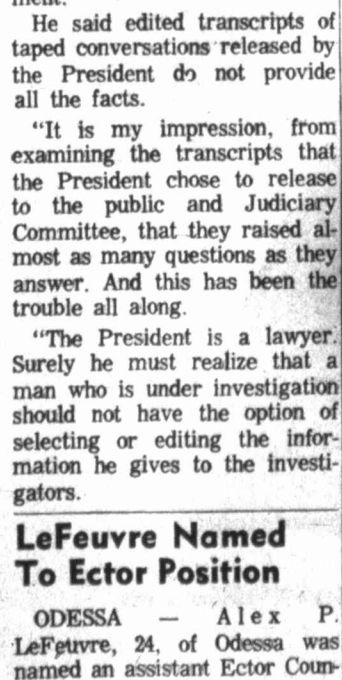 ment.
He said edited transcripts of
taped conversations released by
the President do not provide
all the facts.
"It is my impression, from
examining the transcripts that
the President chose to release
to the public and Judiciary
Committee, that they raised al-
most as many questions as they
answer. And this has been the
trouble all along.
"The President is a lawyer.
Surely he must realize that a
man who is under investigation
should not have the option of
selecting or editing the infor-
mation he gives to the investi-
gators.
LeFeuvre Named
To Ector Position
ODESSA — Alex P.
LeFeuvre, 24, of Odessa was
named an assistant Ector Coun-